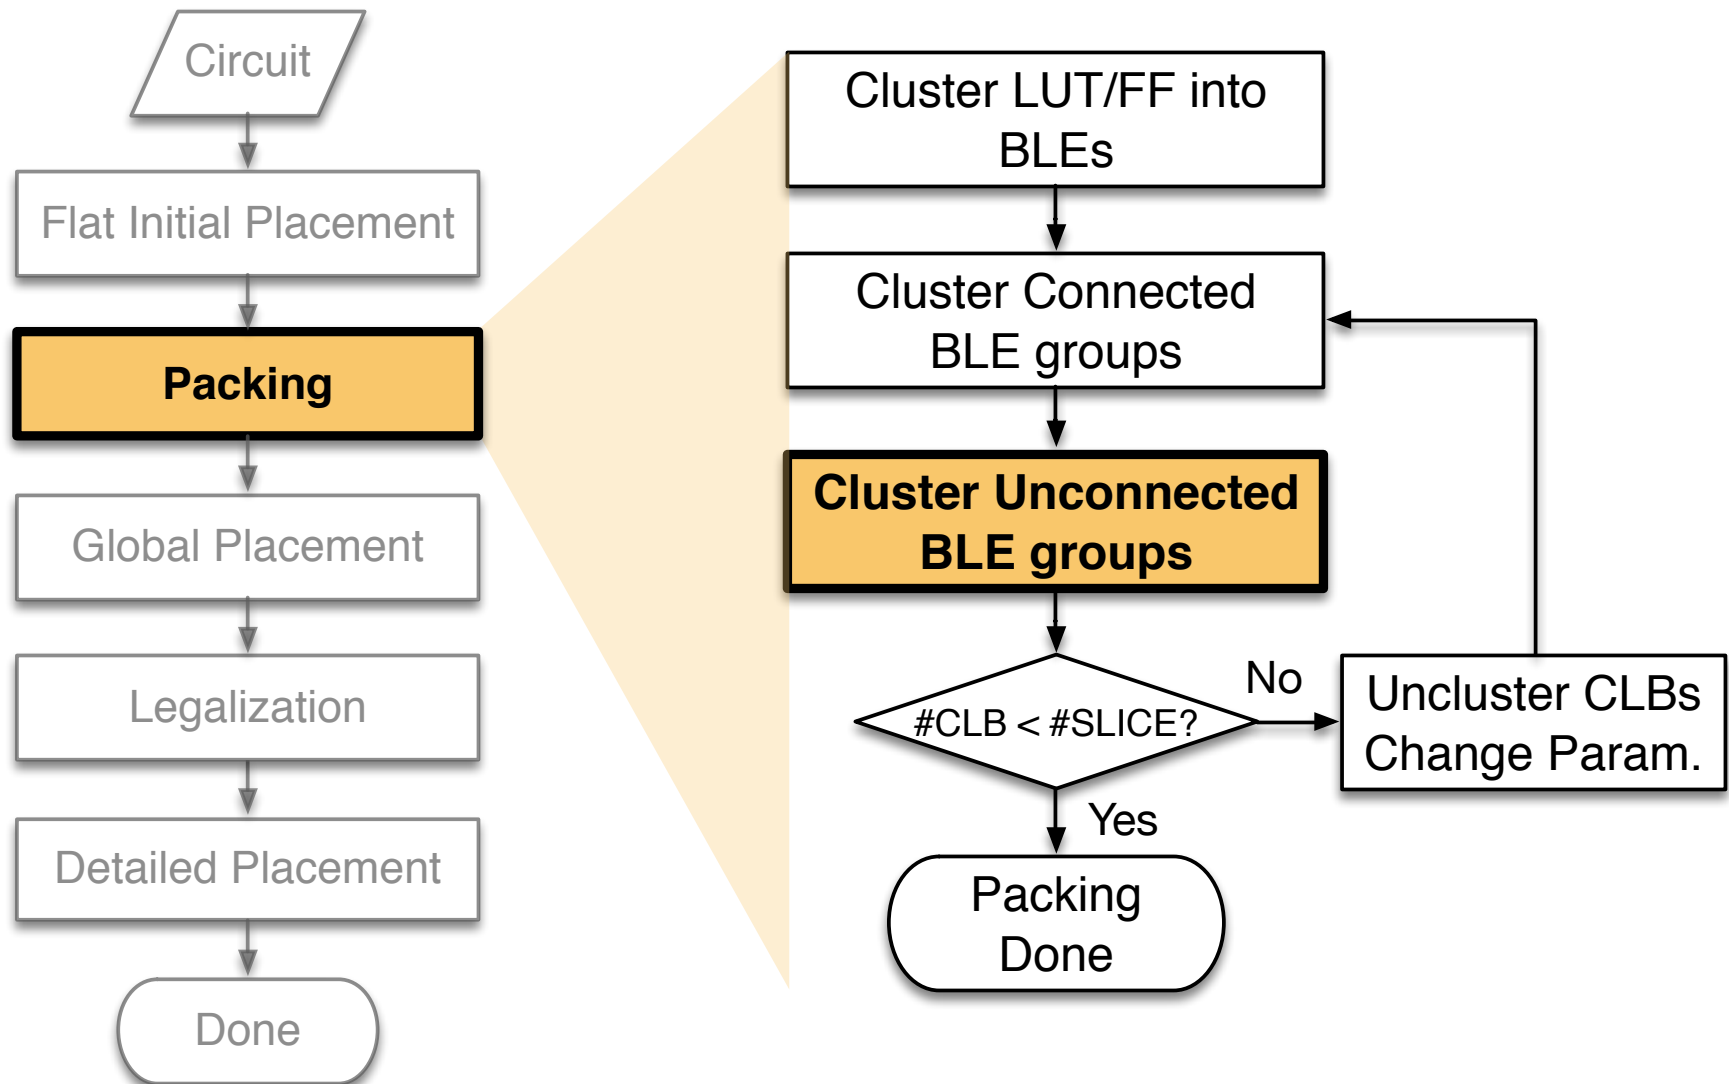 Circuit
Flat Initial Placement
Packing
Global Placement
Legalization
Detailed Placement
Done
Cluster LUT/FF into
BLEs
Cluster Connected
BLE groups
Cluster Unconnected
BLE groups
#CLB < #SLICE?
No
Uncluster CLBs
Change Param.
Yes
Packing
Done